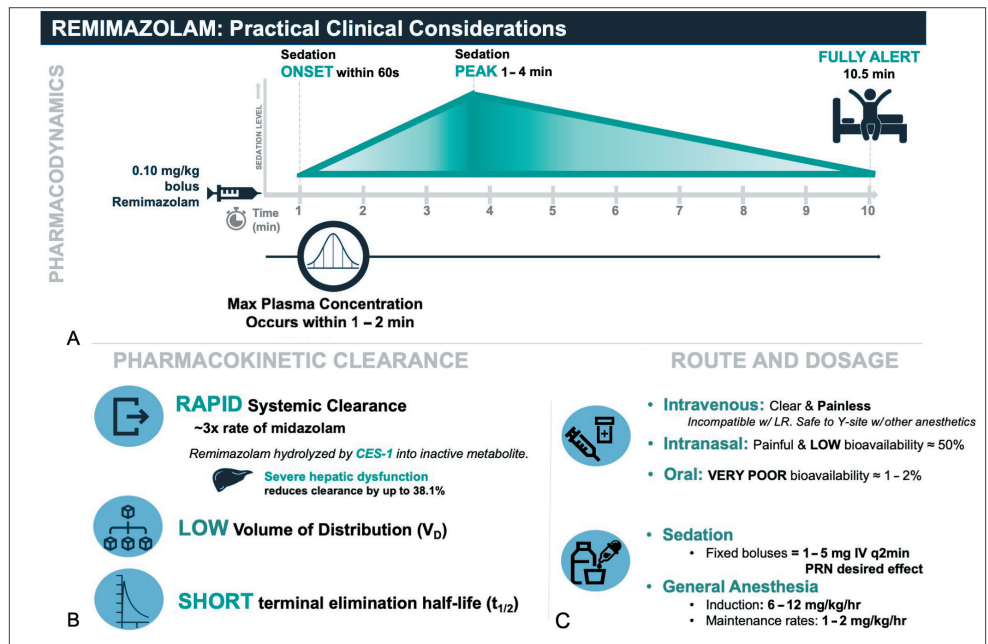 REMIMAZOLAM: Practical Clinical Considerations
PHARMACODYNAMICS
Sedation
ONSET within 60s
Sedation
PEAK 1 – 4 min
FULLY ALERT
10.5 min
SEDATION LEVEL
0.10 mg/kg
bolus
Remimazolam
Time
(min)
1 2 3 4 5 6 7 8 9 10
Max Plasma Concentration
Occurs within 1 – 2 min
A
PHARMACOKINETIC CLEARANCE
RAPID Systemic Clearance
~3x rate of midazolam
Remimazolam hydrolyzed by CES-1 into inactive metabolite.
Severe hepatic dysfunction
reduces clearance by up to 38.1%
LOW Volume of Distribution (VD)
SHORT terminal elimination half-life (t1/2)
B
ROUTE AND DOSAGE
• Intravenous: Clear & Painless
Incompatible w/ LR. Safe to Y-site w/other anesthetics
• Intranasal: Painful & LOW bioavailability ≈ 50%
• Oral: VERY POOR bioavailability ≈ 1 – 2%
• Sedation
• Fixed boluses = 1 – 5 mg IV q2min
PRN desired effect
• General Anesthesia
• Induction: 6 – 12 mg/kg/hr
• Maintenance rates: 1 – 2 mg/kg/hr
C